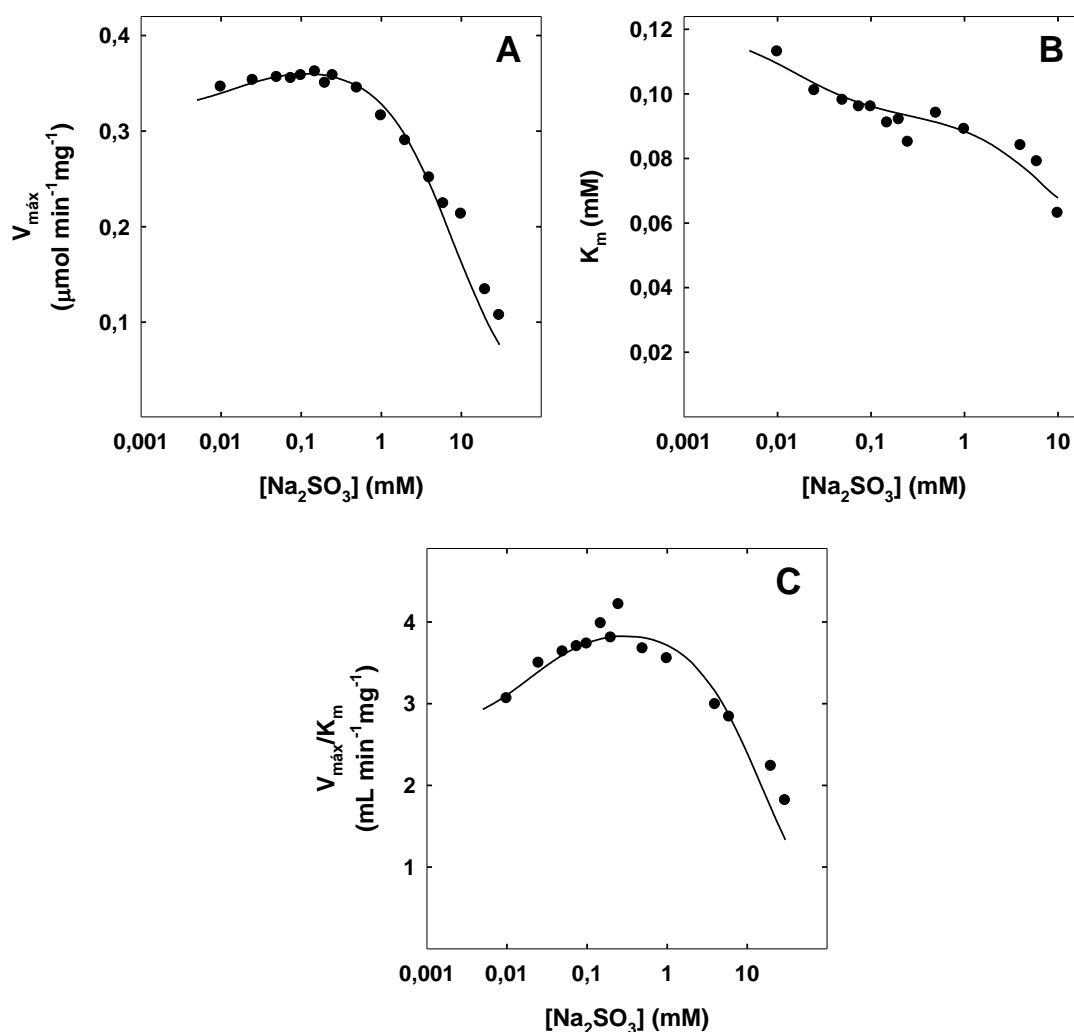 A
0,4
0,3
0,2
0,1
V_máx
(μmol min⁻¹mg⁻¹)
0,001
0,01
0,1
1
10
[Na₂SO₃] (mM)
B
0,12
0,10
0,08
0,06
0,04
0,02
Kₘ (mM)
0,001
0,01
0,1
1
10
[Na₂SO₃] (mM)
C
4
3
2
1
V_máx/Kₘ
(mL min⁻¹mg⁻¹)
0,001
0,01
0,1
1
10
[Na₂SO₃] (mM)